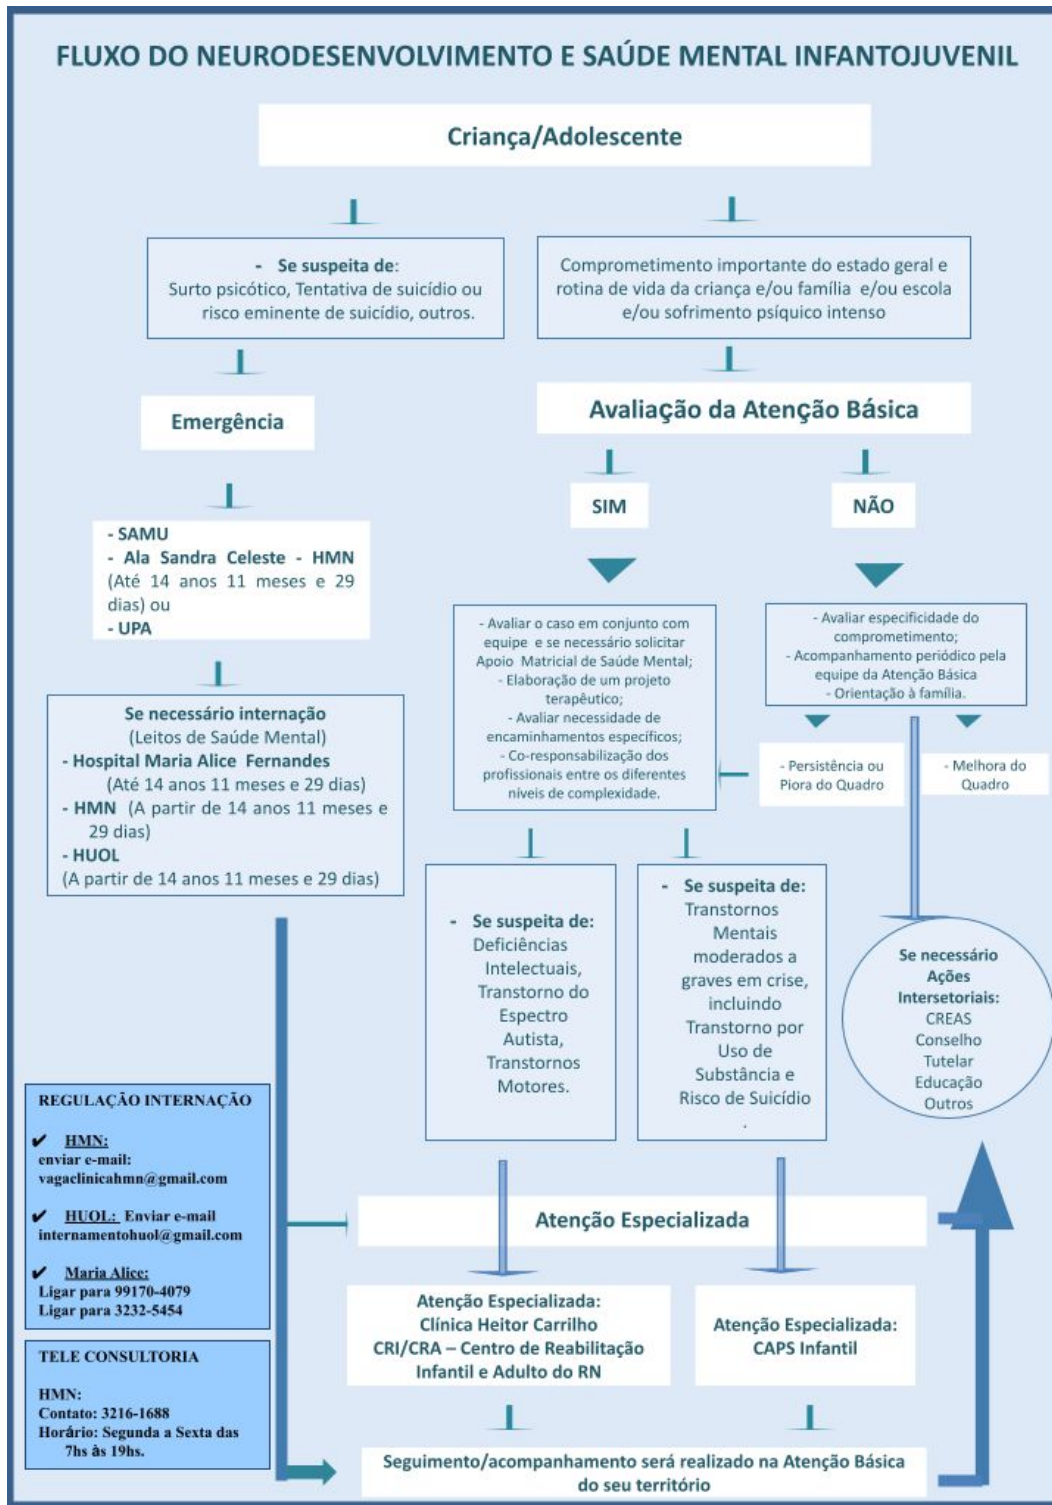 FLUXO DO NEURODESENVOLVIMENTO E SAÚDE MENTAL INFANTOJUVENIL
Criança/Adolescente
- Se suspeita de:
Surto psicótico, Tentativa de suicídio ou
risco eminente de suicídio, outros.
Comprometimento importante do estado geral e
rotina de vida da criança e/ou família e/ou escola
e/ou sofrimento psíquico intenso
Emergência
Avaliação da Atenção Básica
SIM
NÃO
- SAMU
- Ala Sandra Celeste - HMN
(Até 14 anos 11 meses e 29
dias) ou
- UPA
- Avaliar o caso em conjunto com
equipe e se necessário solicitar
Apoio Matricial de Saúde Mental;
- Elaboração de um projeto
terapêutico;
- Avaliar necessidade de
encaminhamentos específicos;
- Co-responsabilização dos
profissionais entre os diferentes
níveis de complexidade.
- Avaliar especificidade do
comprometimento;
- Acompanhamento periódico pela
equipe da Atenção Básica
- Orientação à família.
- Persistência ou
Piora do Quadro
- Melhora do
Quadro
Se necessário internação
(Leitos de Saúde Mental)
- Hospital Maria Alice Fernandes
(Até 14 anos 11 meses e 29 dias)
- HMN (A partir de 14 anos 11 meses e
29 dias)
- HUOL
(A partir de 14 anos 11 meses e 29 dias)
- Se suspeita de:
Deficiências
Intelectuais,
Transtorno do
Espectro
Autista,
Transtornos
Motores.
- Se suspeita de:
Transtornos
Mentais
moderados a
graves em crise,
incluindo
Transtorno por
Uso de
Substância e
Risco de Suicídio
.
Se necessário
Ações
Intersetoriais:
CREAS
Conselho
Tutelar
Educação
Outros
REGULAÇÃO INTERNAÇÃO
✔ HMN:
enviar e-mail:
vagaclinicahmn@gmail.com
✔ HUOL: Enviar e-mail
internamentohuol@gmail.com
✔ Maria Alice:
Ligar para 99170-4079
Ligar para 3232-5454
TELE CONSULTORIA
HMN:
Contato: 3216-1688
Horário: Segunda a Sexta das
7hs às 19hs.
Atenção Especializada
Atenção Especializada:
Clínica Heitor Carrilho
CRI/CRA – Centro de Reabilitação
Infantil e Adulto do RN
Atenção Especializada:
CAPS Infantil
Seguimento/acompanhamento será realizado na Atenção Básica
do seu território